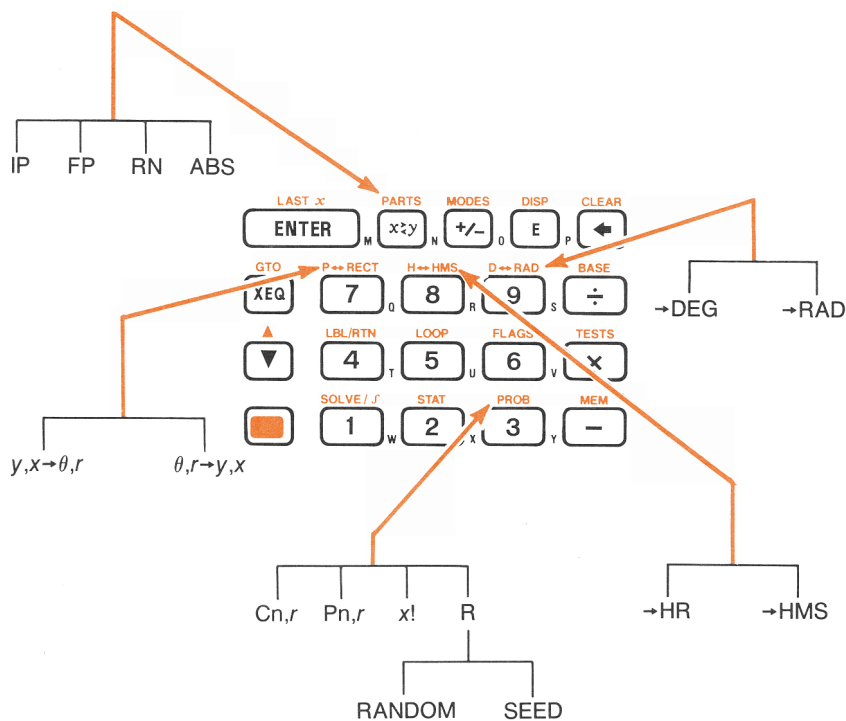 IP FP RN ABS
LAST x PARTS MODES DISP CLEAR
ENTER M x≷y N +/− O E P ←
GTO P↔RECT H↔HMS D↔RAD BASE
XEQ 7 Q 8 R 9 S ÷
→DEG →RAD
▲ LBL/RTN LOOP FLAGS TESTS
▼ 4 T 5 U 6 V ×
SOLVE/∫ STAT PROB MEM
1 W 2 X 3 Y −
y,x→θ,r θ,r→y,x
Cn,r Pn,r x! R
→HR →HMS
RANDOM SEED